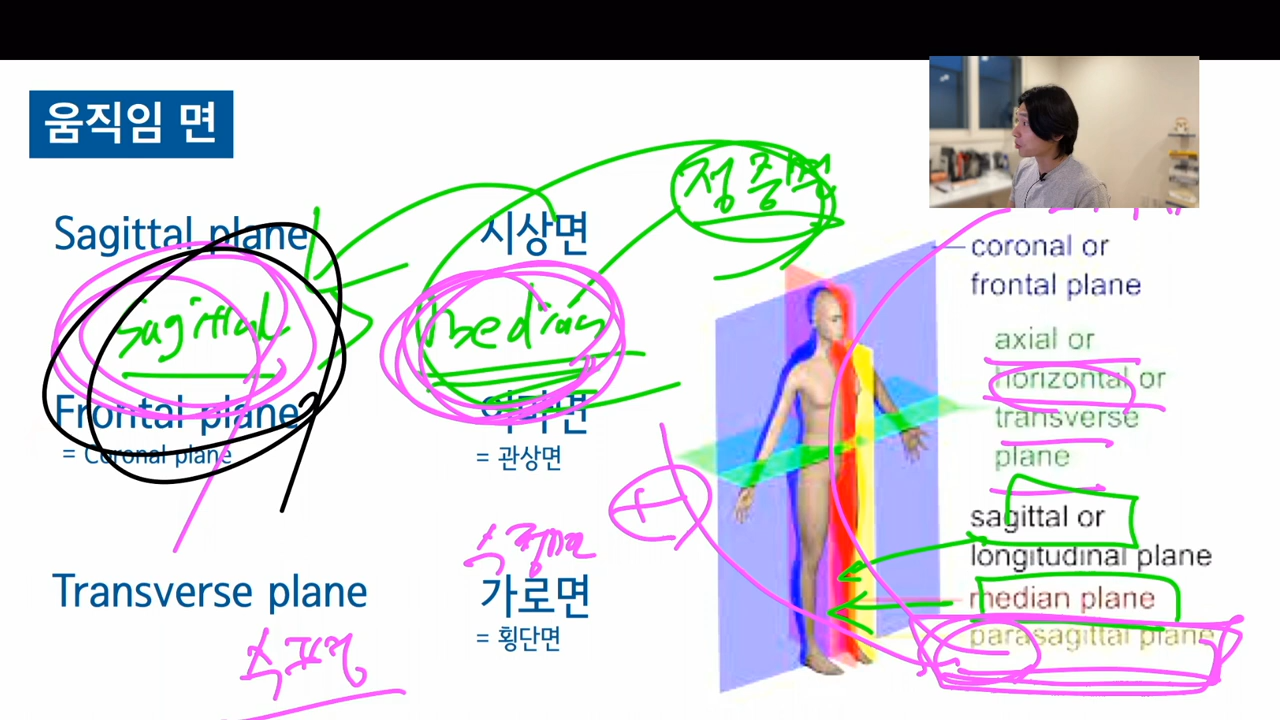 움직임 면
정중면
Sagittal plane
시상면
sagittal
median
Frontal plane
이마면
= Coronal plane
= 관상면
수평면
Transverse plane
가로면
= 횡단면
coronal or
frontal plane
axial or
horizontal or
transverse
plane
sagittal or
longitudinal plane
median plane
parasagittal plane